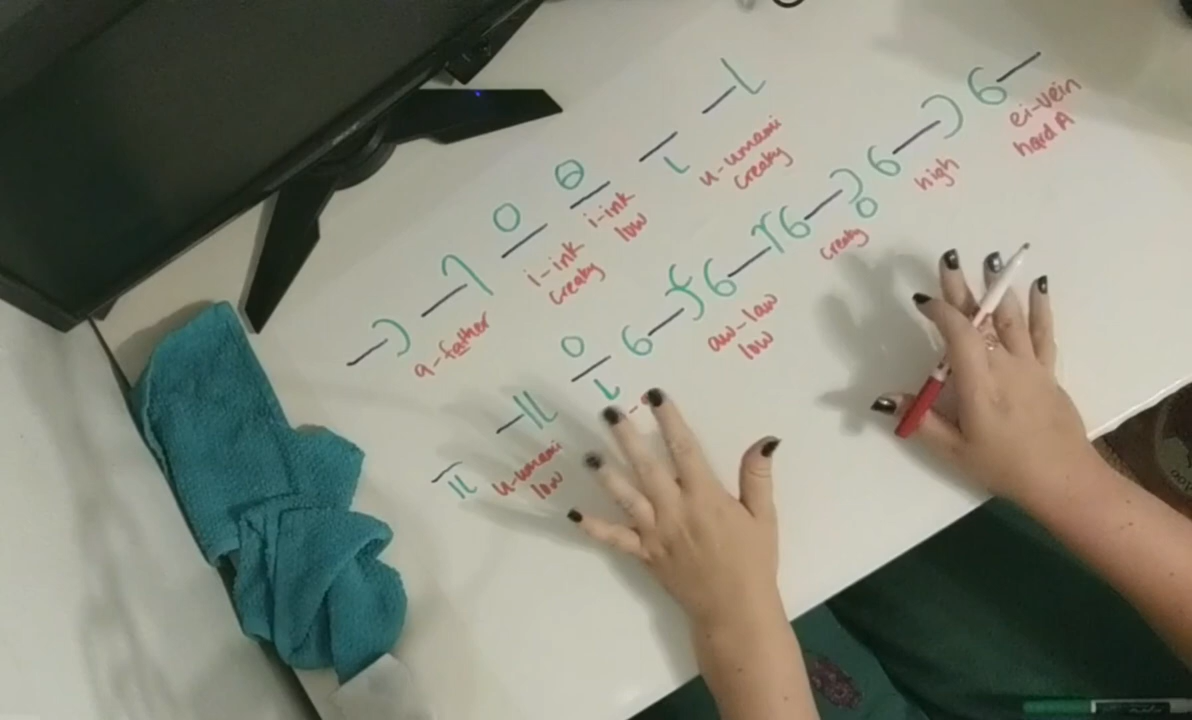 —ာ —ါ —ိ —ီ —ု —ု
a-father
i-ink
creaky
i-ink
low
u-umami
creaky
—ူ —ူ —ို ေ—ာ် ေ—ါ် ေ—ာ့ ေ—ာ ေ—
u-umami
low
aw-law
low
creaky
high
ei-vein
hard A